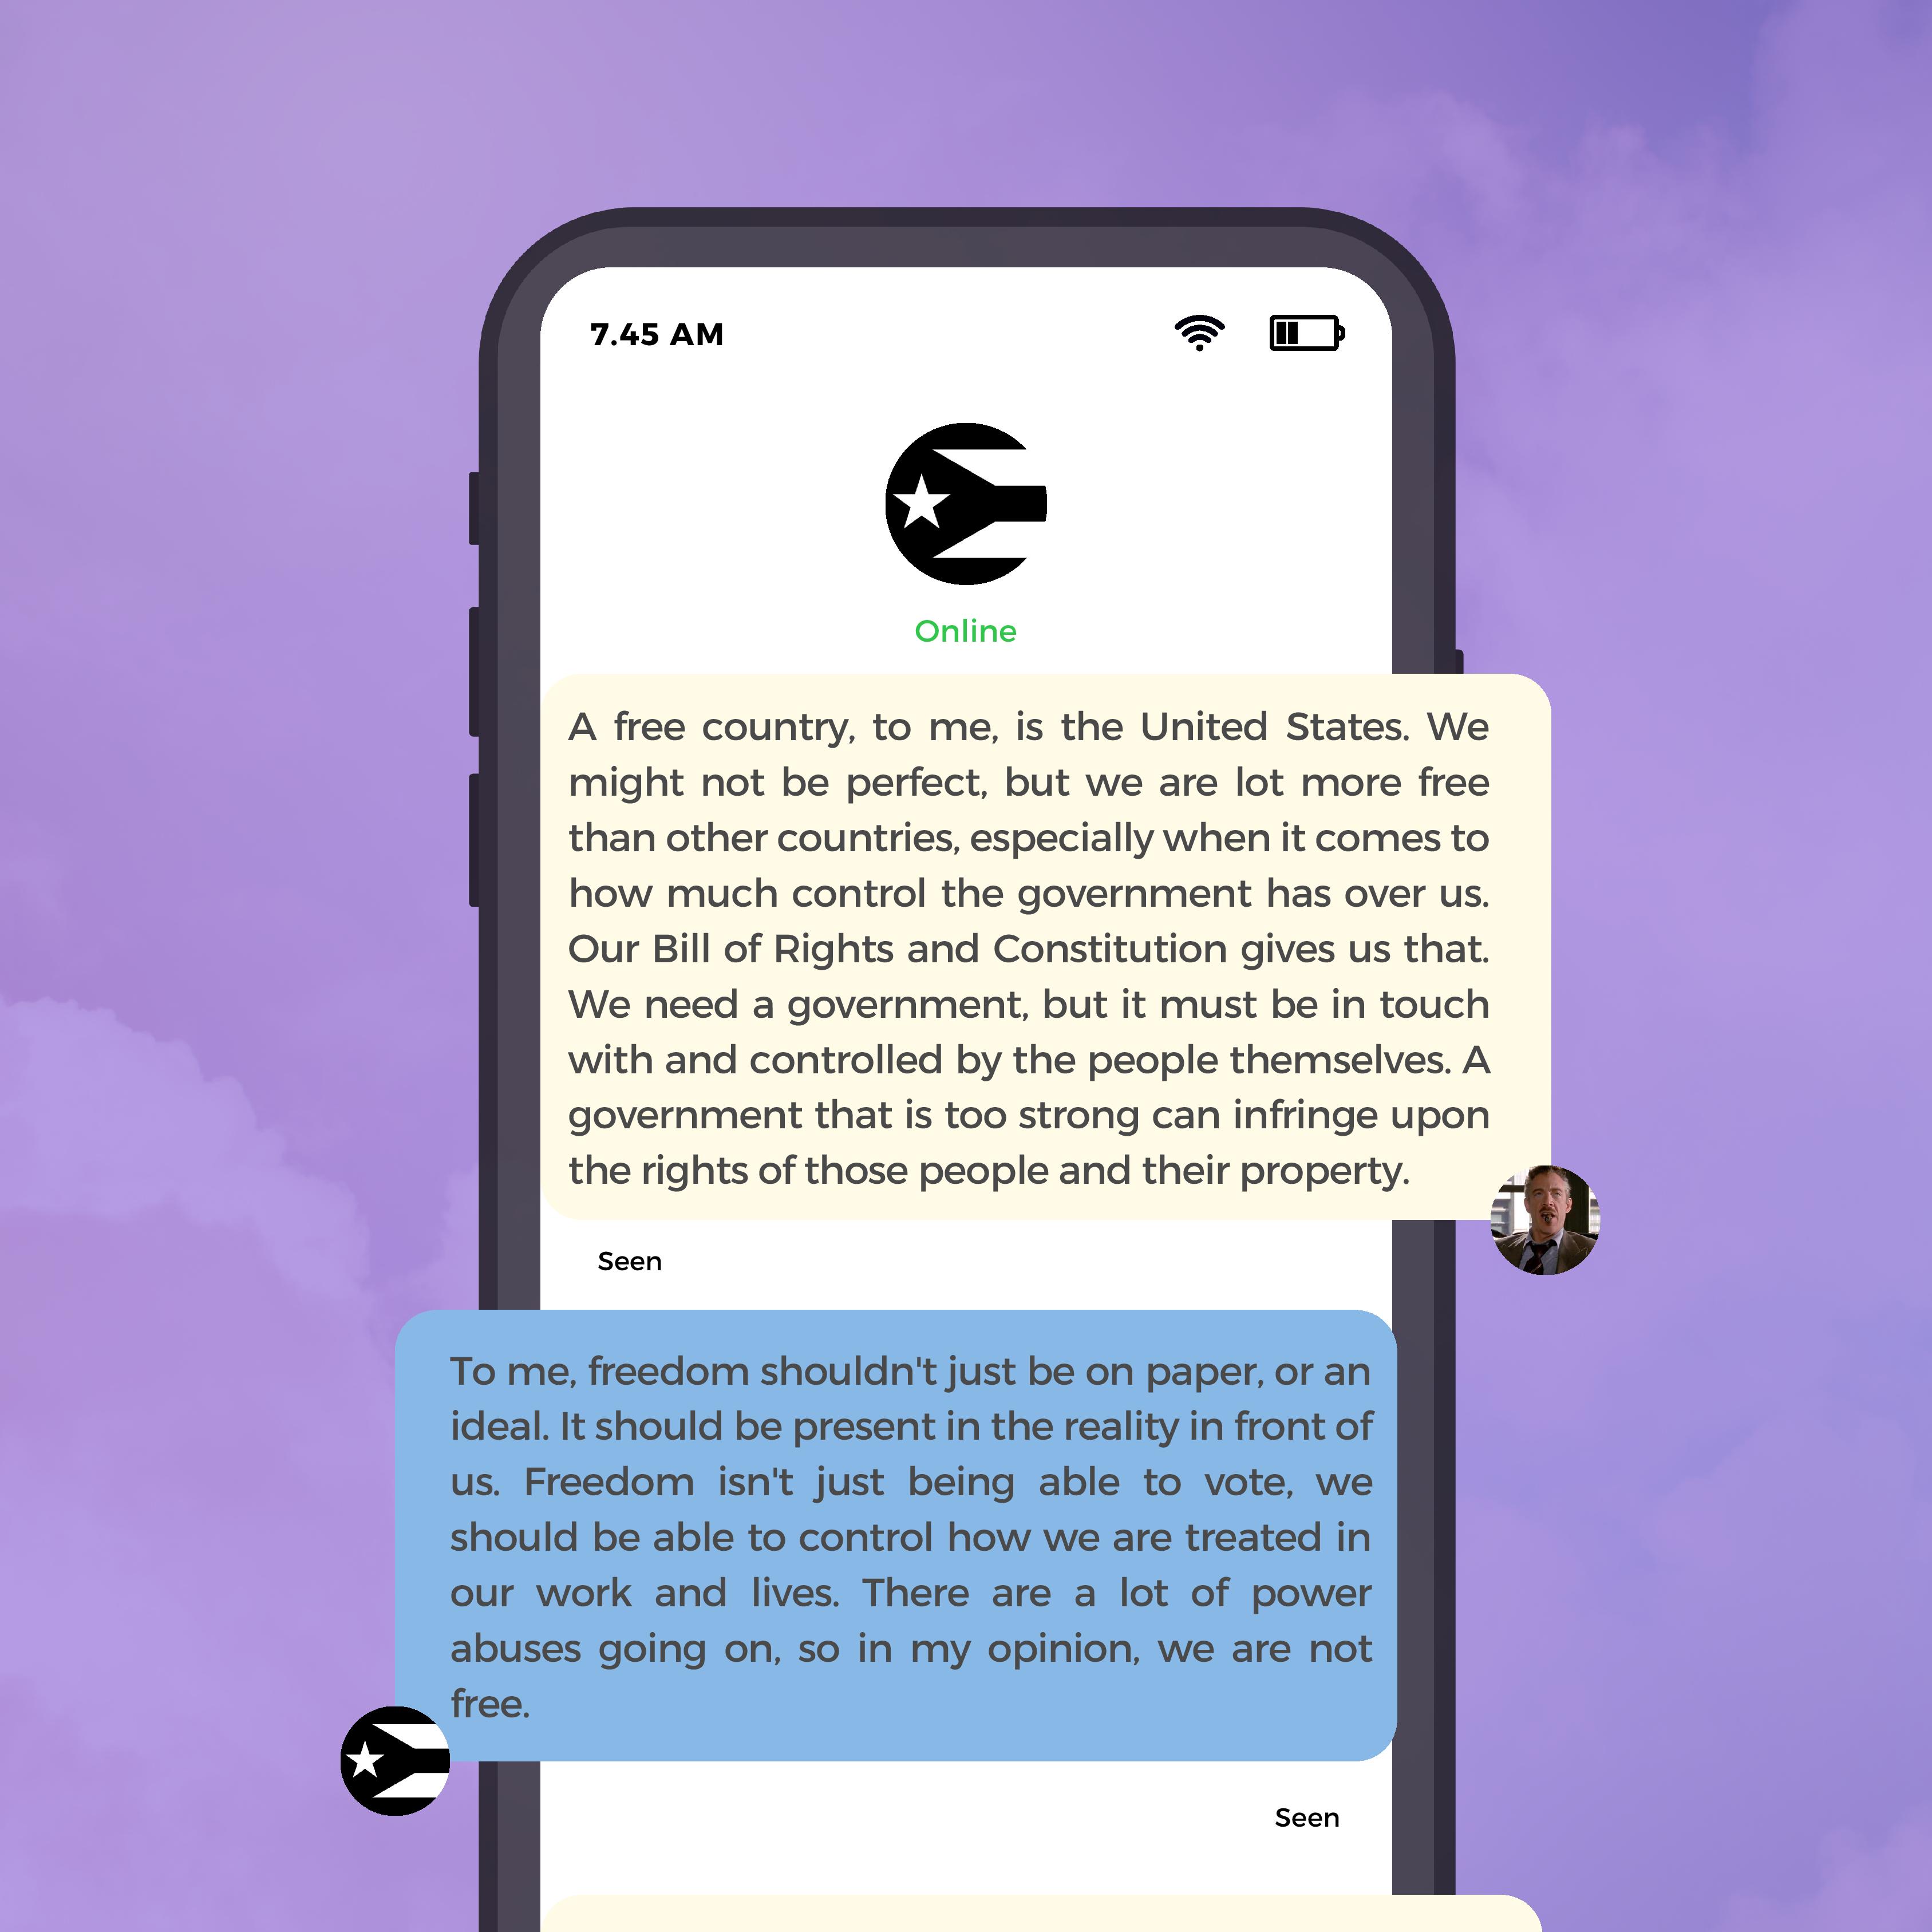 7.45 AM
Online
A free country, to me, is the United States. We
might not be perfect, but we are lot more free
than other countries, especially when it comes to
how much control the government has over us.
Our Bill of Rights and Constitution gives us that.
We need a government, but it must be in touch
with and controlled by the people themselves. A
government that is too strong can infringe upon
the rights of those people and their property.
Seen
To me, freedom shouldn't just be on paper, or an
ideal. It should be present in the reality in front of
us. Freedom isn't just being able to vote, we
should be able to control how we are treated in
our work and lives. There are a lot of power
abuses going on, so in my opinion, we are not
free.
Seen